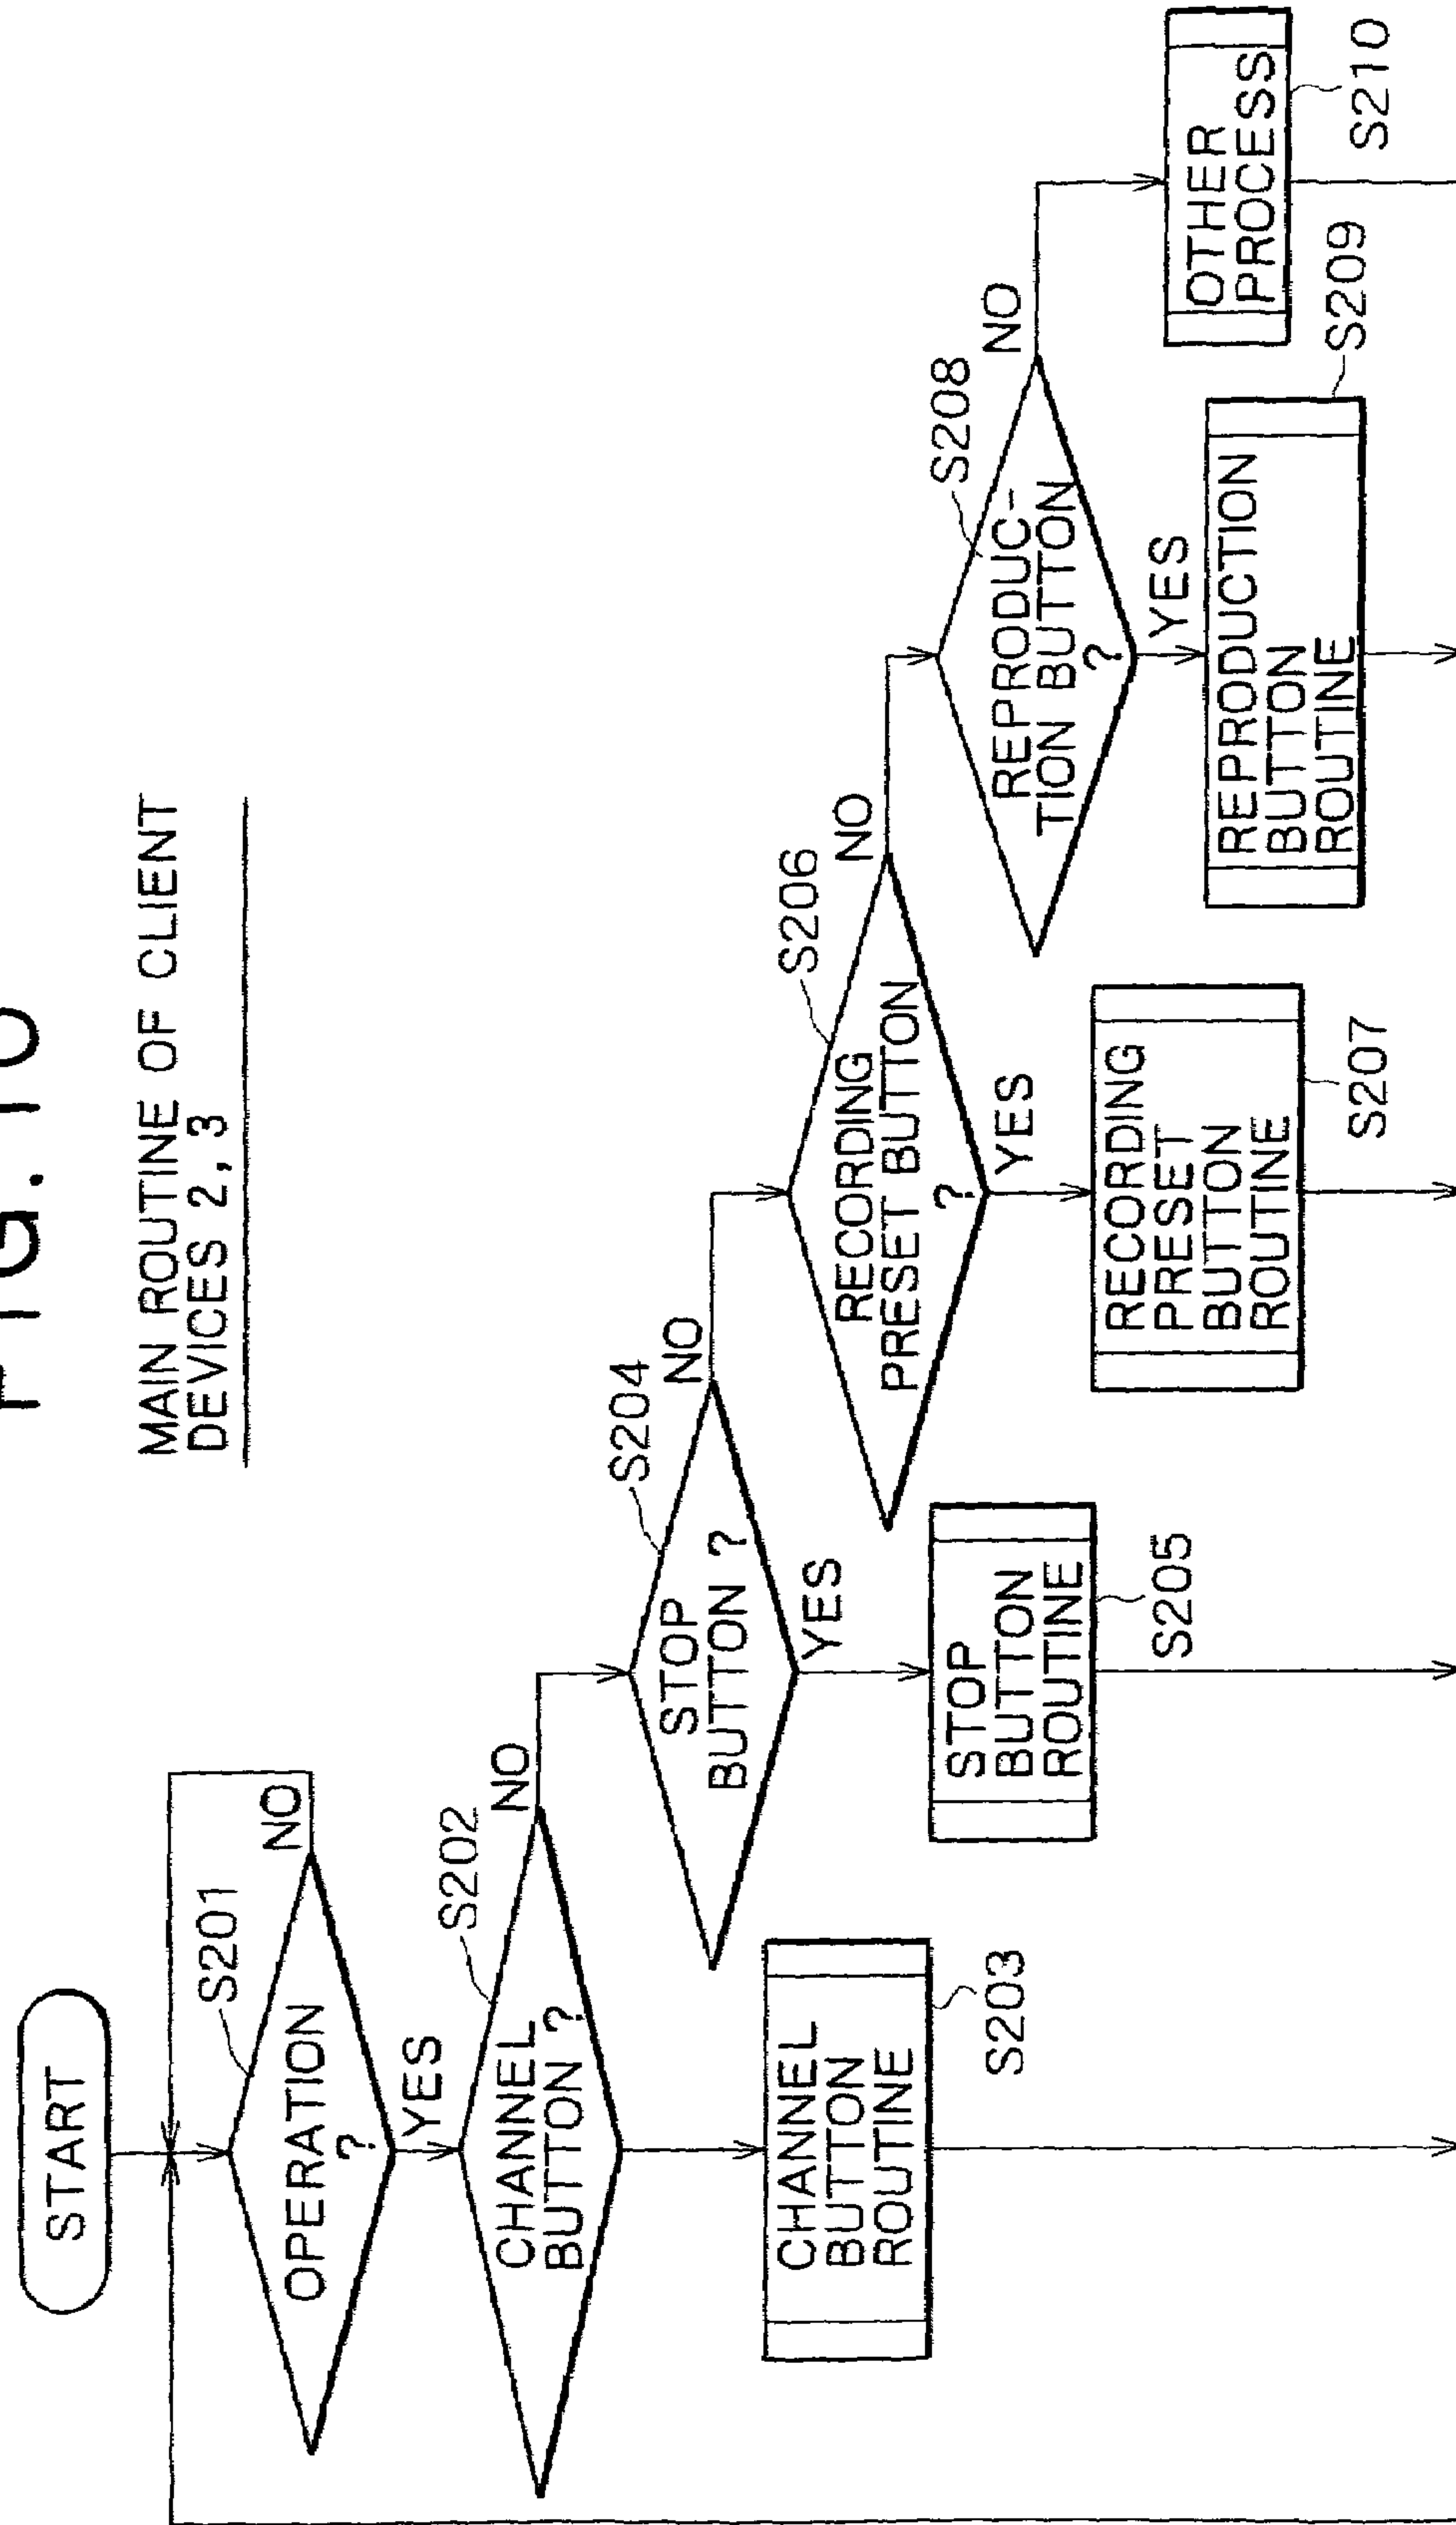 FIG. 10
MAIN ROUTINE OF CLIENT
DEVICES 2, 3
START
OPERATION
?
S201
NO
YES
CHANNEL
BUTTON ?
S202
NO
CHANNEL
BUTTON
ROUTINE
S203
STOP
BUTTON ?
S204
NO
YES
STOP
BUTTON
ROUTINE
S205
RECORDING
PRESET BUTTON
?
S206
NO
YES
RECORDING
PRESET
BUTTON
ROUTINE
S207
REPRODUC-
TION BUTTON
?
S208
NO
YES
REPRODUCTION
BUTTON
ROUTINE
S209
OTHER
PROCESS
S210